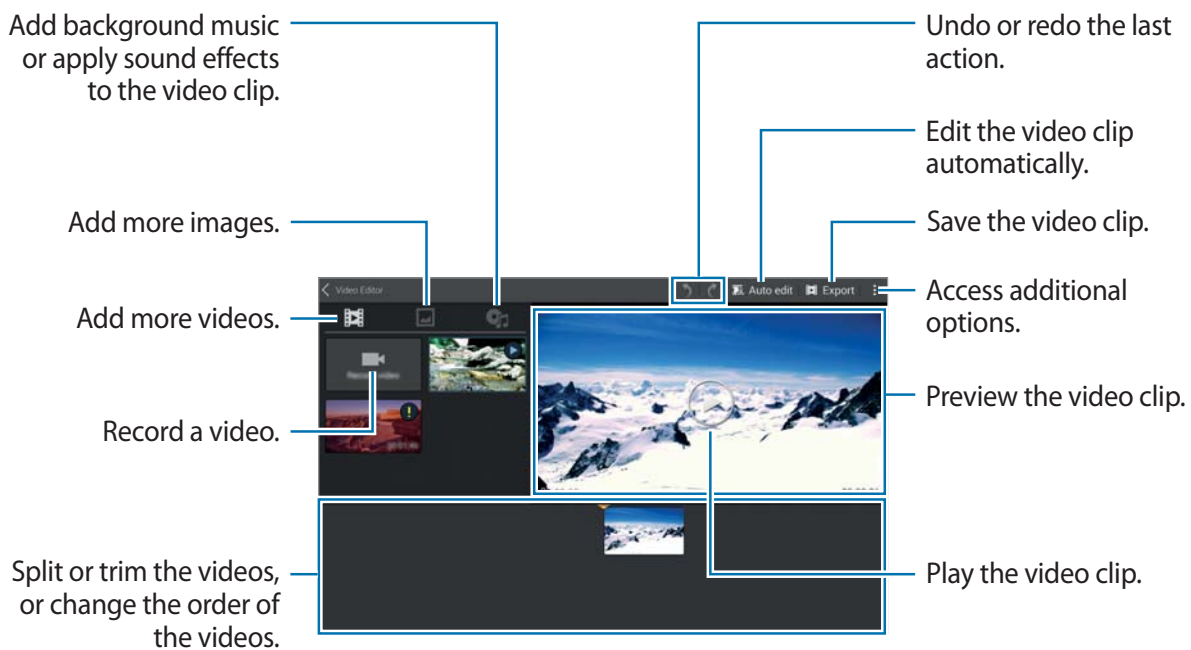 Add background music
or apply sound effects
to the video clip.
Undo or redo the last
action.
Edit the video clip
automatically.
Add more images.
Save the video clip.
Video Editor
Auto edit
Export
Add more videos.
Access additional
options.
Record video
Preview the video clip.
Record a video.
Split or trim the videos,
or change the order of
the videos.
Play the video clip.